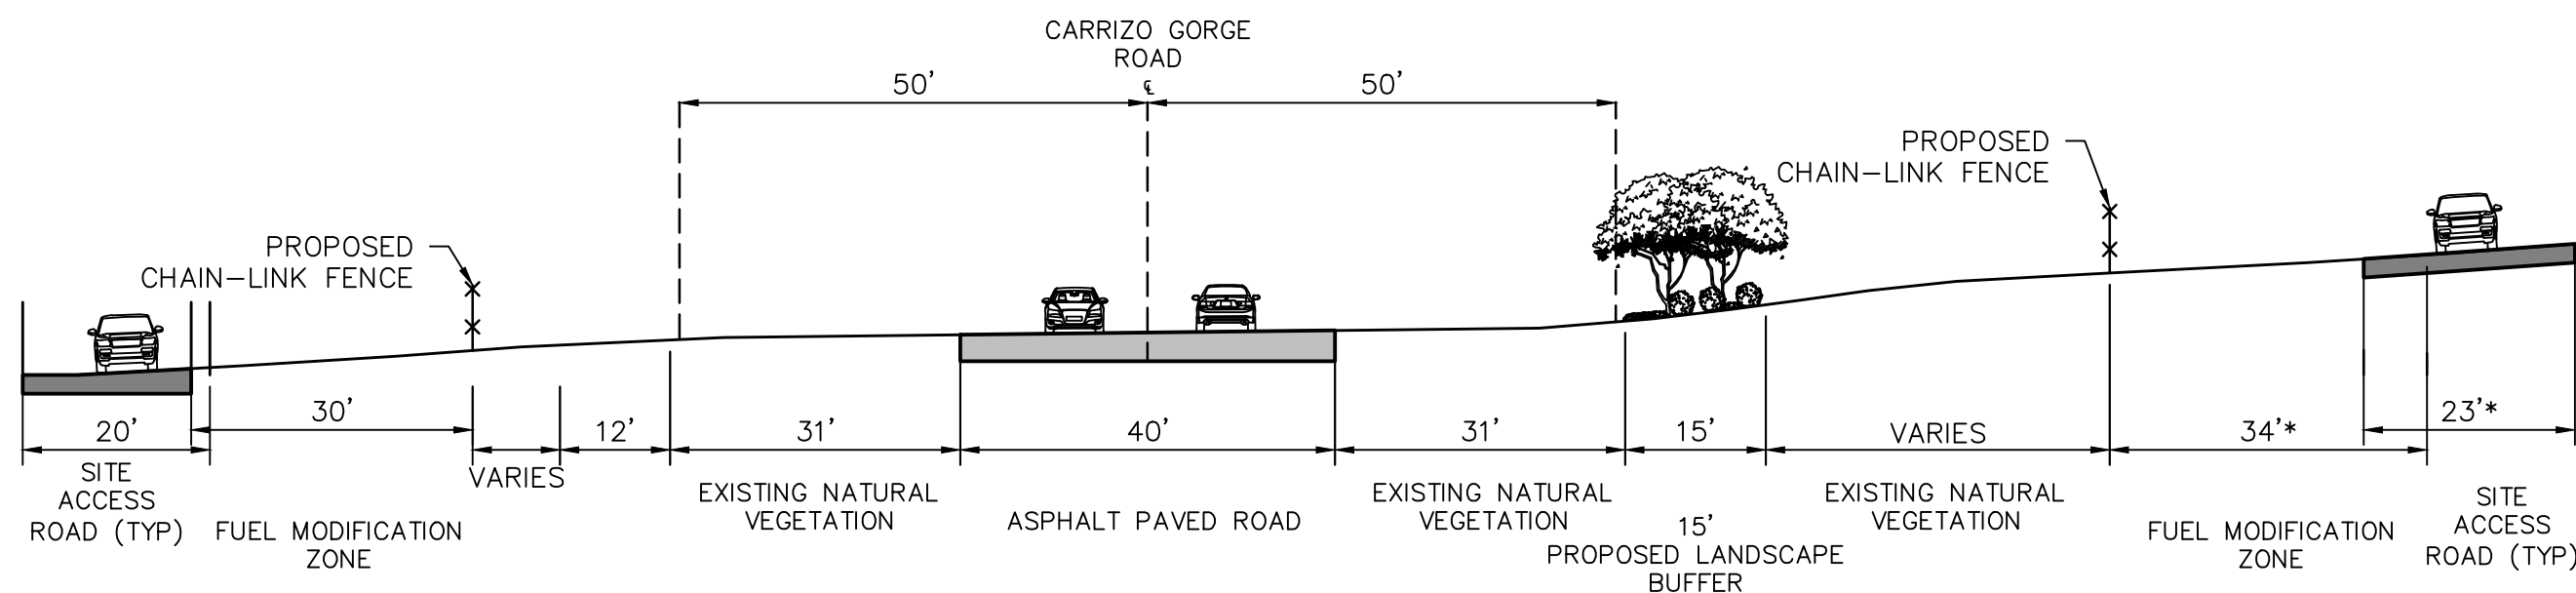 CARRIZO GORGE
ROAD
℄
50' 50'
PROPOSED
CHAIN-LINK FENCE
PROPOSED
CHAIN-LINK FENCE
20' 30' 12' 31' 40' 31' 15' VARIES 34'* 23'*
VARIES
SITE
ACCESS
ROAD (TYP)
FUEL MODIFICATION
ZONE
EXISTING NATURAL
VEGETATION
ASPHALT PAVED ROAD
EXISTING NATURAL
VEGETATION
15'
PROPOSED LANDSCAPE
BUFFER
EXISTING NATURAL
VEGETATION
FUEL MODIFICATION
ZONE
SITE
ACCESS
ROAD (TYP)